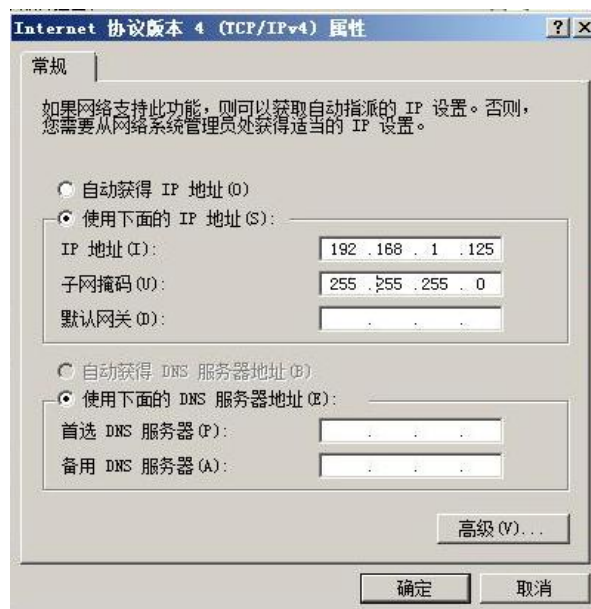 Internet 协议版本 4 (TCP/IPv4) 属性
常规
如果网络支持此功能，则可以获取自动指派的 IP 设置。否则，
您需要从网络系统管理员处获得适当的 IP 设置。
自动获得 IP 地址(O)
使用下面的 IP 地址(S):
IP 地址(I): 192 .168 . 1 .125
子网掩码(U): 255 .255 .255 . 0
默认网关(D): . . .
自动获得 DNS 服务器地址(B)
使用下面的 DNS 服务器地址(E):
首选 DNS 服务器(P): . . .
备用 DNS 服务器(A): . . .
高级(V)...
确定 取消